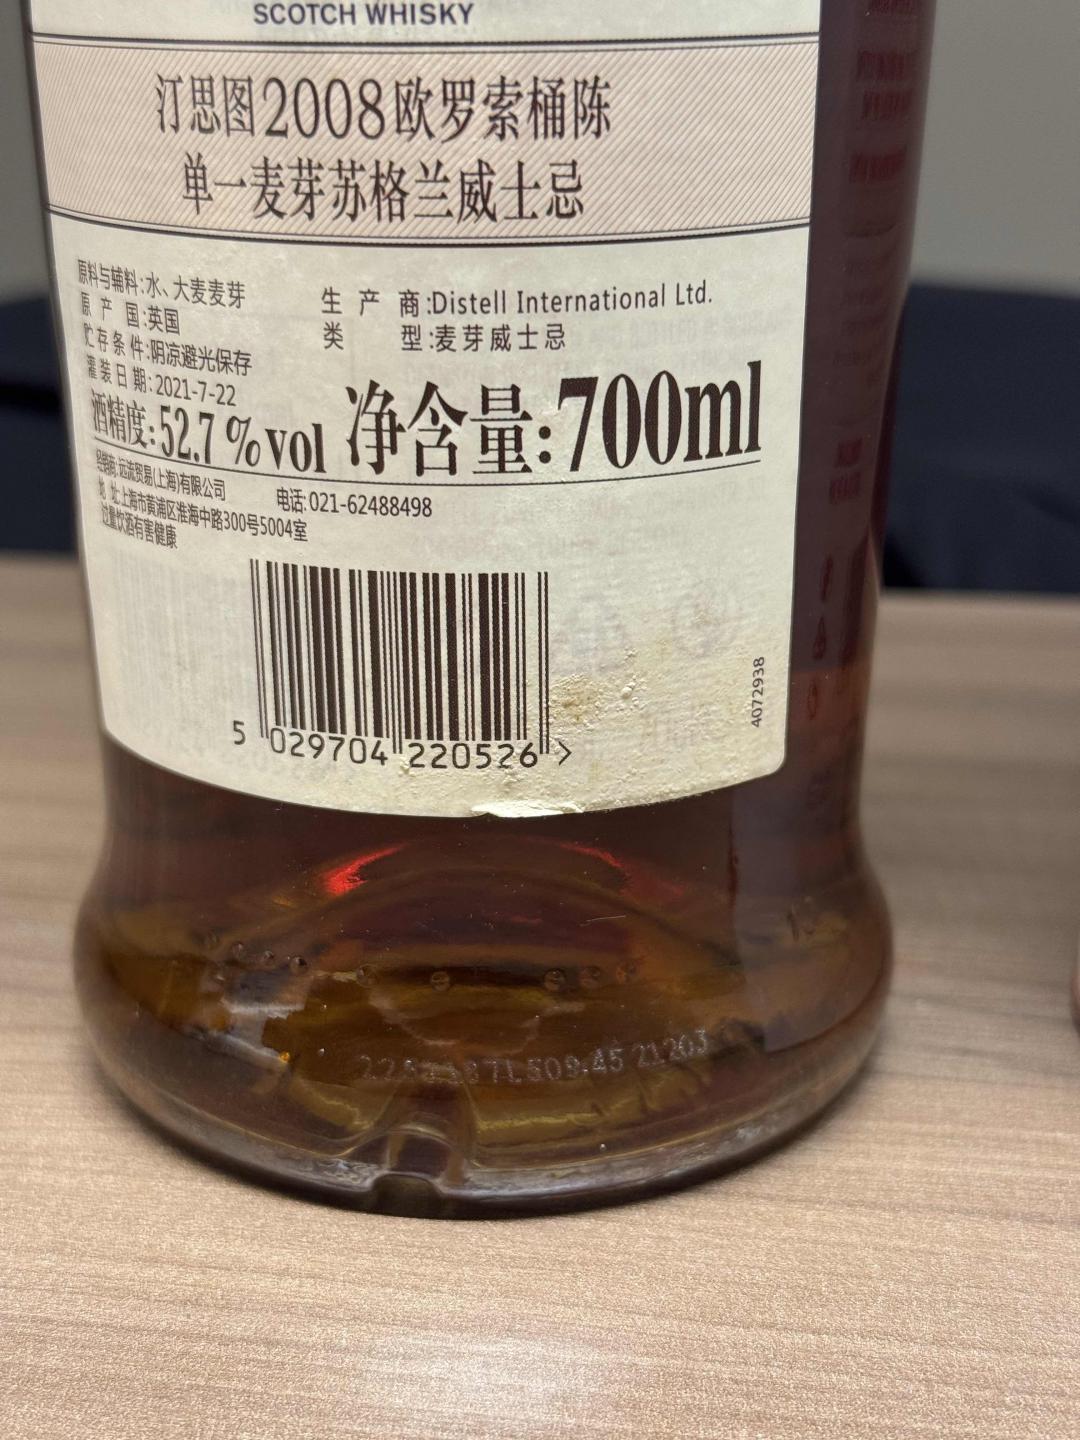 SCOTCH WHISKY
汀思图2008欧罗索桶陈
单一麦芽苏格兰威士忌
原料与辅料:水、大麦麦芽
原产国:英国
贮存条件:阴凉避光保存
灌装日期:2021-7-22
生产商:Distell International Ltd.
类型:麦芽威士忌
酒精度:52.7%vol 净含量:700ml
经销商:远流贸易(上海)有限公司 电话:021-62488498
地址:上海市黄浦区淮海中路300号5004室
过量饮酒有害健康
5 029704 220526 >
4072938
09:45 21203